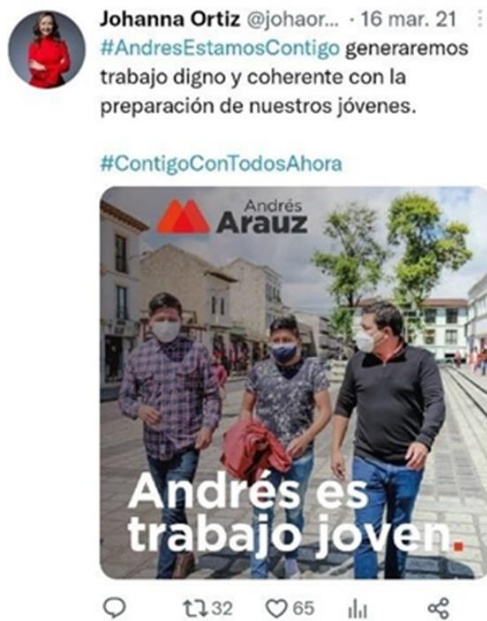 Johanna Ortiz @johaor... · 16 mar. 21
#AndresEstamosContigo generaremos
trabajo digno y coherente con la
preparación de nuestros jóvenes.
#ContigoConTodosAhora
Andrés
Arauz
Andrés es
trabajo joven.
32 65